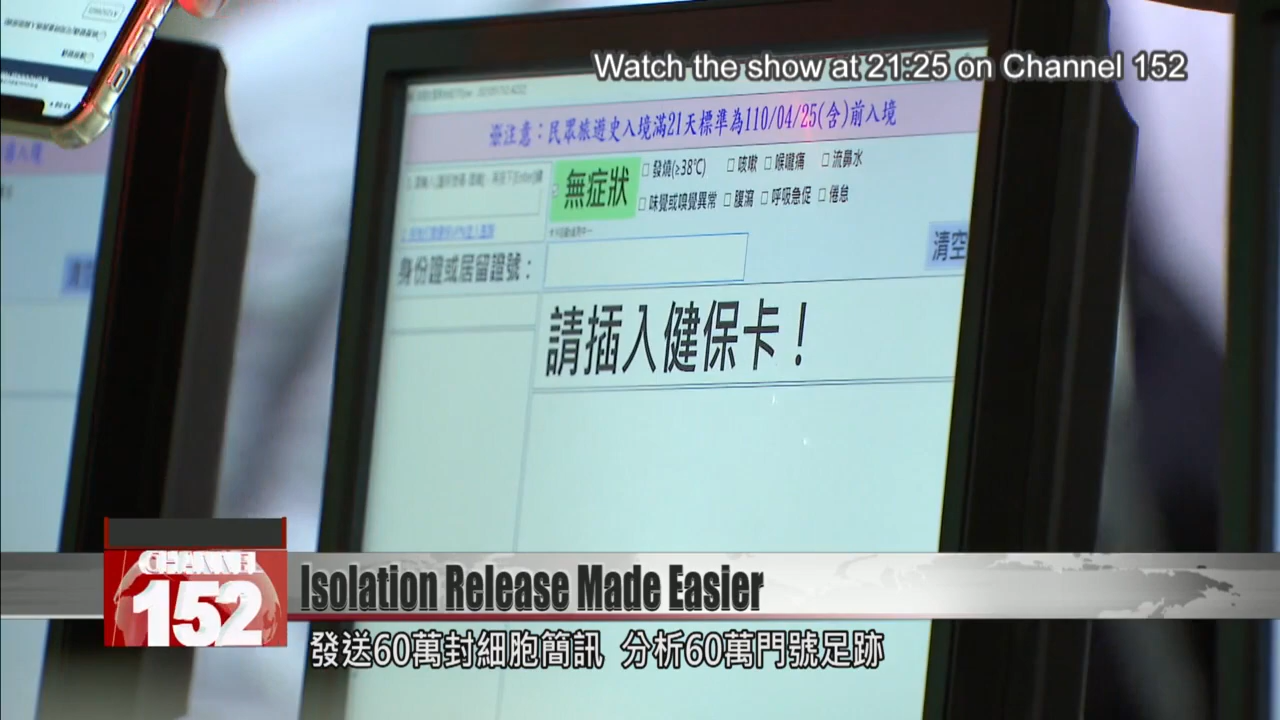 Watch the show at 21:25 on Channel 152
※注意：民眾旅遊史入境滿21天標準為110/04/25(含)前入境
無症狀
□發燒(≥38℃) □咳嗽 □喉嚨痛 □流鼻水
□味覺或嗅覺異常 □腹瀉 □呼吸急促 □倦怠
清空
身份證或居留證號：
請插入健保卡！
CHANNEL
152
Isolation Release Made Easier
發送60萬封細胞簡訊 分析60萬門號足跡